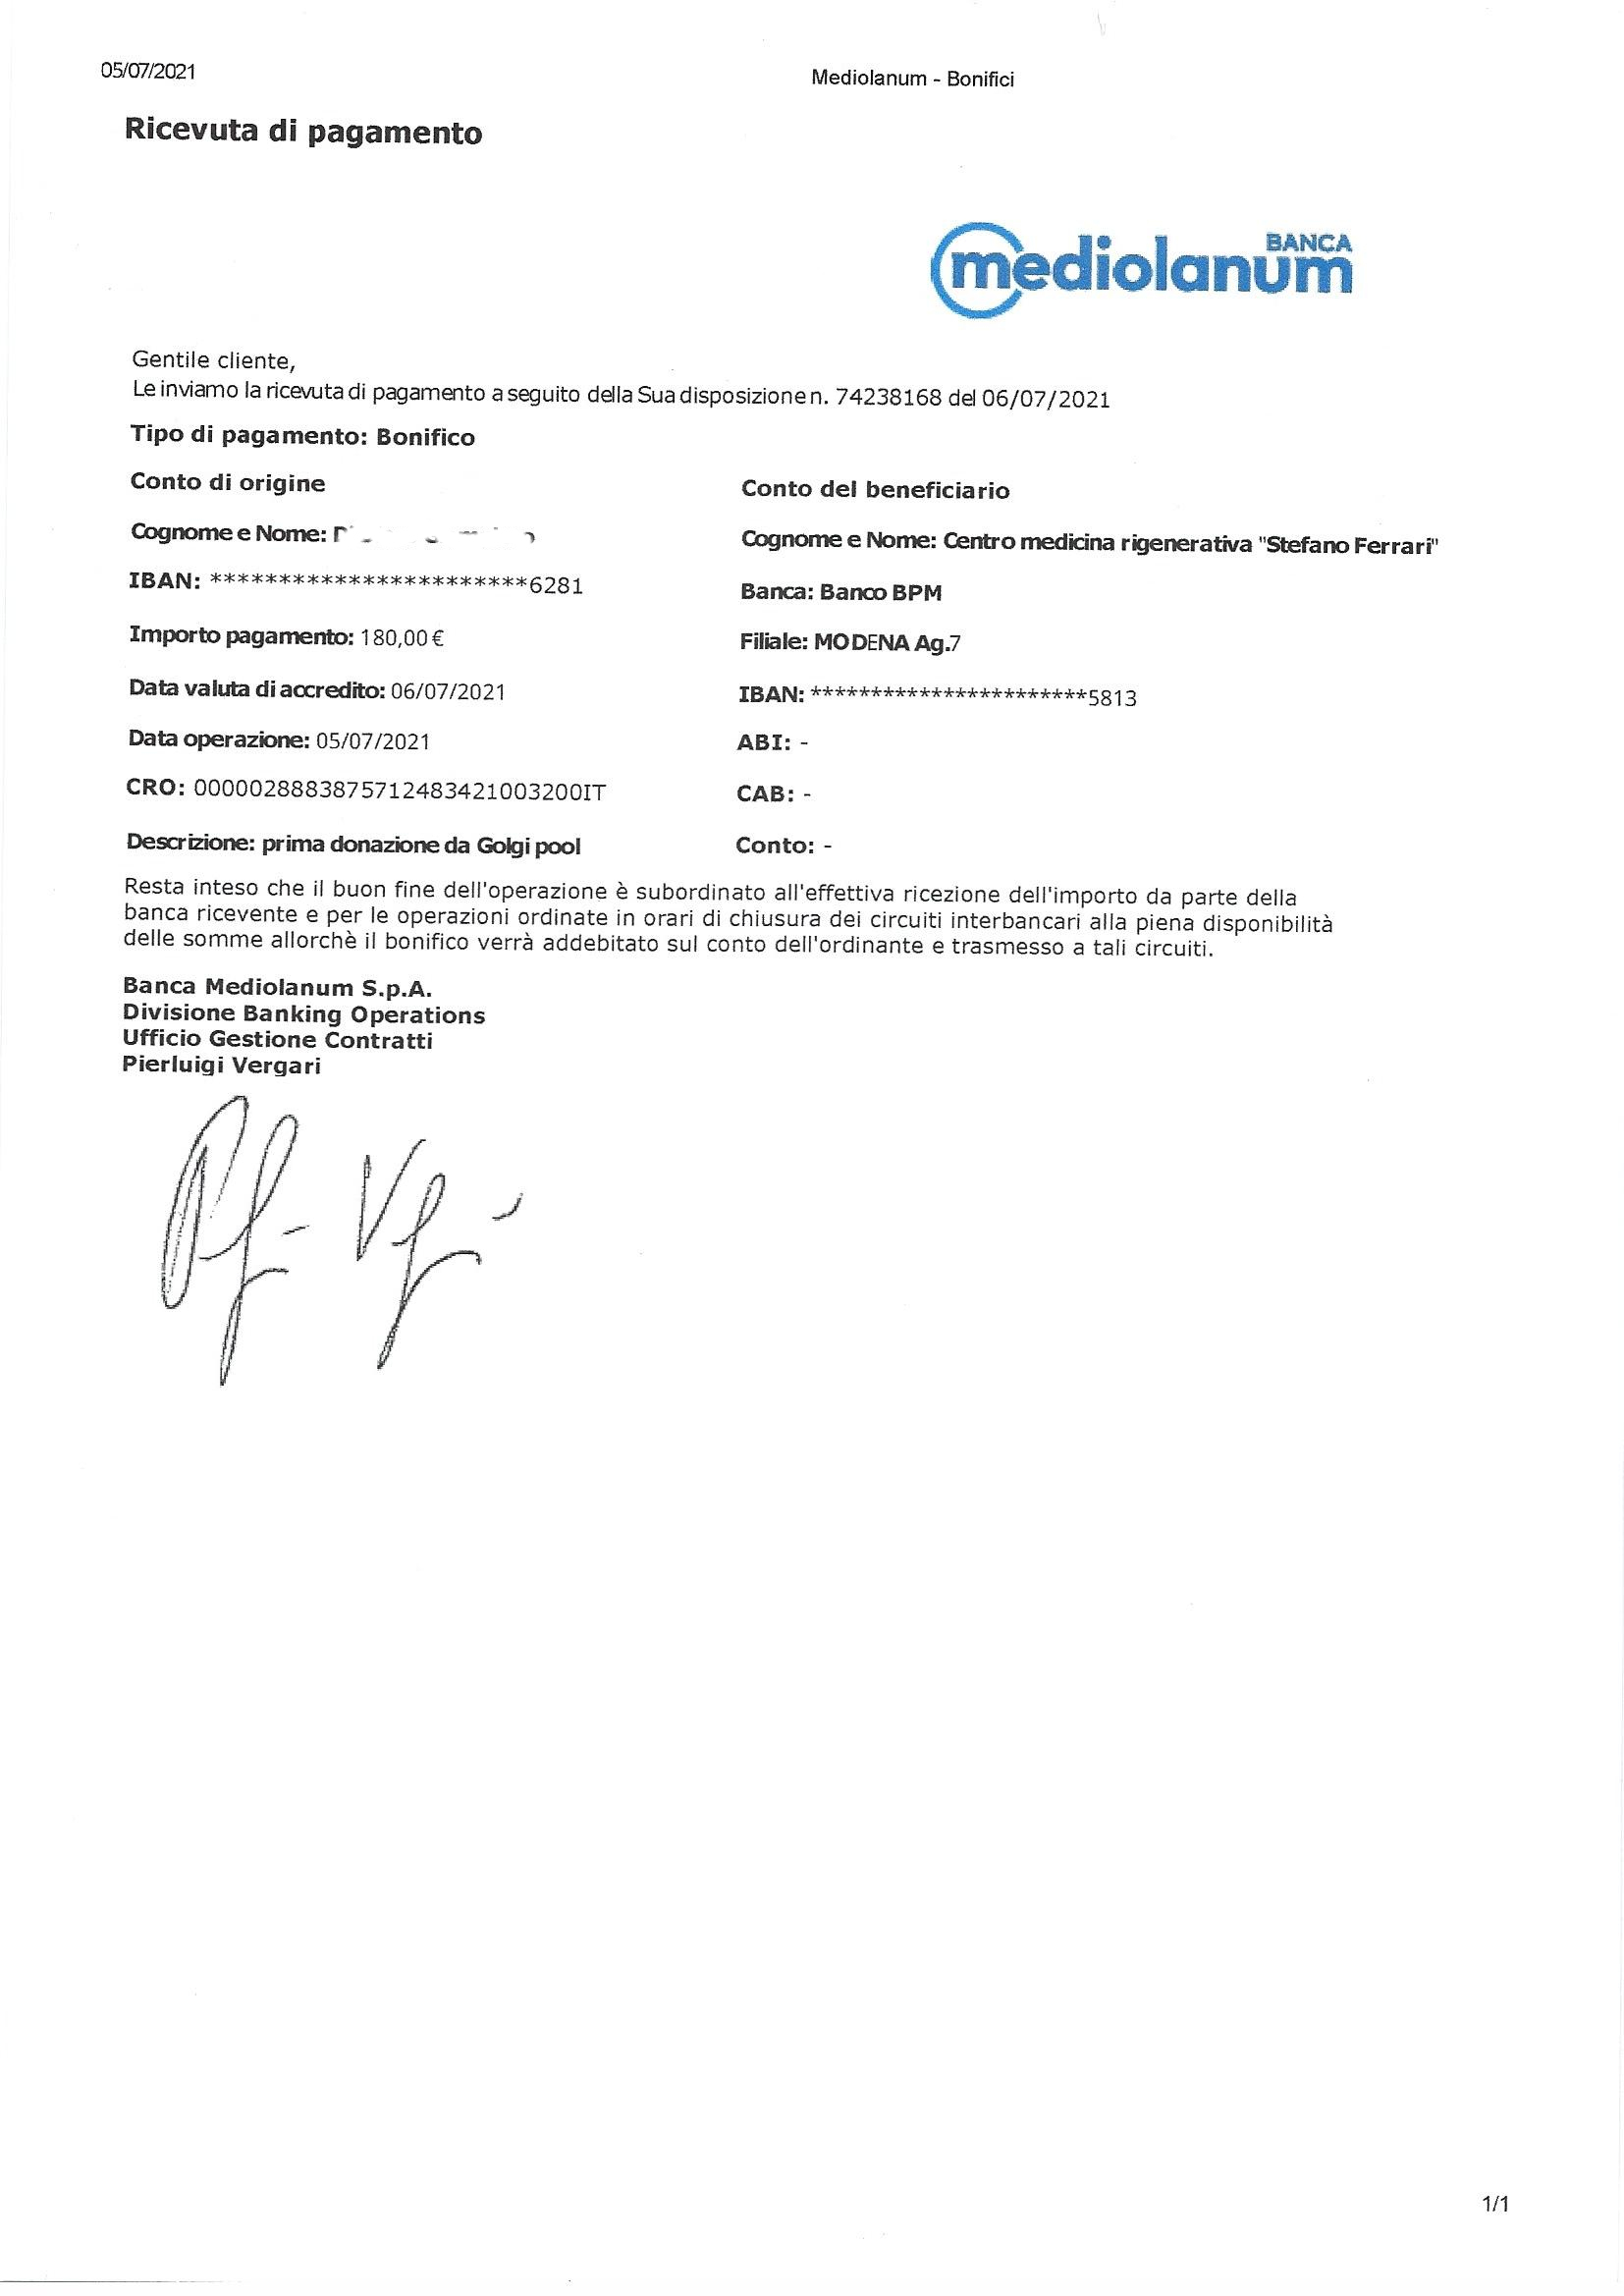 05/07/2021
Mediolanum - Bonifici
Ricevuta di pagamento
BANCA
mediolanum
Gentile cliente,
Le inviamo la ricevuta di pagamento a seguito della Sua disposizione n. 74238168 del 06/07/2021
Tipo di pagamento: Bonifico
Conto di origine
Cognome e Nome:
IBAN: ***********************6281
Importo pagamento: 180,00 €
Data valuta di accredito: 06/07/2021
Data operazione: 05/07/2021
CRO: 0000028883875712483421003200IT
Descrizione: prima donazione da Golgi pool
Conto del beneficiario
Cognome e Nome: Centro medicina rigenerativa "Stefano Ferrari"
Banca: Banco BPM
Filiale: MODENA Ag.7
IBAN: ***********************5813
ABI: -
CAB: -
Conto: -
Resta inteso che il buon fine dell'operazione è subordinato all'effettiva ricezione dell'importo da parte della
banca ricevente e per le operazioni ordinate in orari di chiusura dei circuiti interbancari alla piena disponibilità
delle somme allorchè il bonifico verrà addebitato sul conto dell'ordinante e trasmesso a tali circuiti.
Banca Mediolanum S.p.A.
Divisione Banking Operations
Ufficio Gestione Contratti
Pierluigi Vergari
1/1